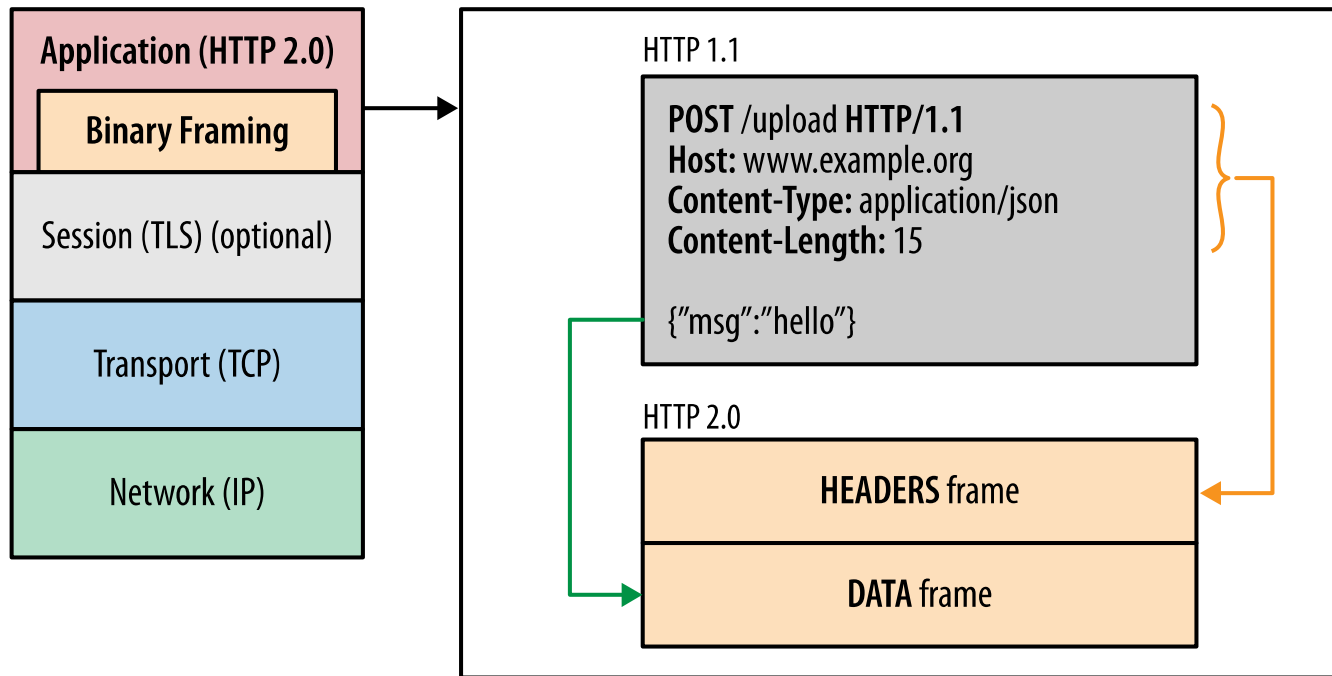 Application (HTTP 2.0)
Binary Framing
Session (TLS) (optional)
Transport (TCP)
Network (IP)
HTTP 1.1
POST /upload HTTP/1.1
Host: www.example.org
Content-Type: application/json
Content-Length: 15
{”msg”:”hello”}
HTTP 2.0
HEADERS frame
DATA frame